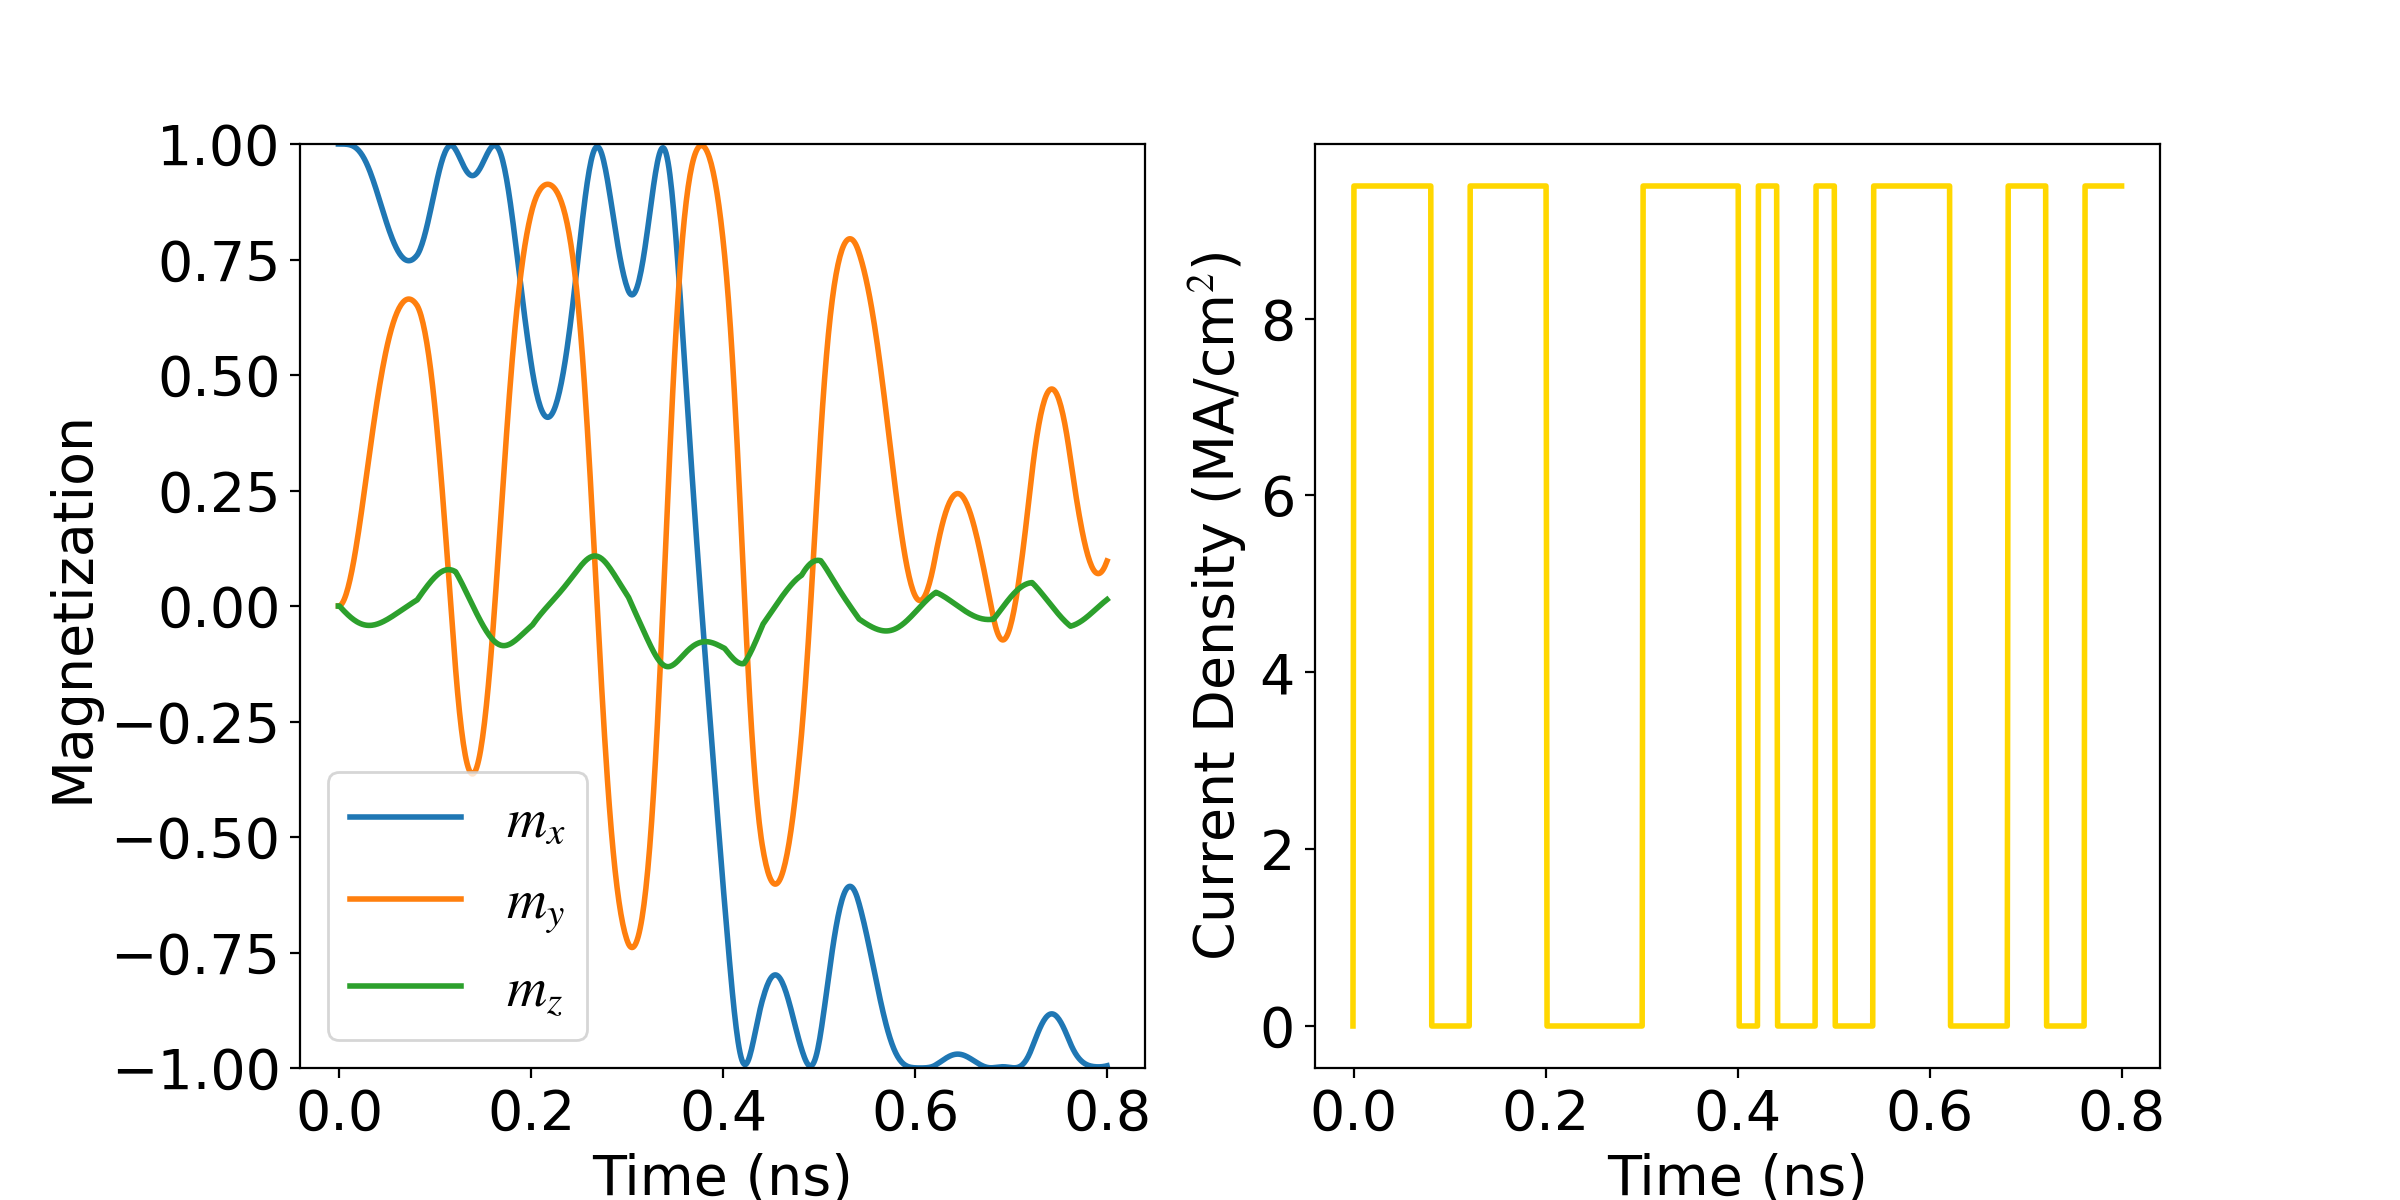 Magnetization
1.00
0.75
0.50
0.25
0.00
−0.25
−0.50
−0.75
−1.00
m_x
m_y
m_z
0.0 0.2 0.4 0.6 0.8
Time (ns)
Current Density (MA/cm²)
8
6
4
2
0
0.0 0.2 0.4 0.6 0.8
Time (ns)